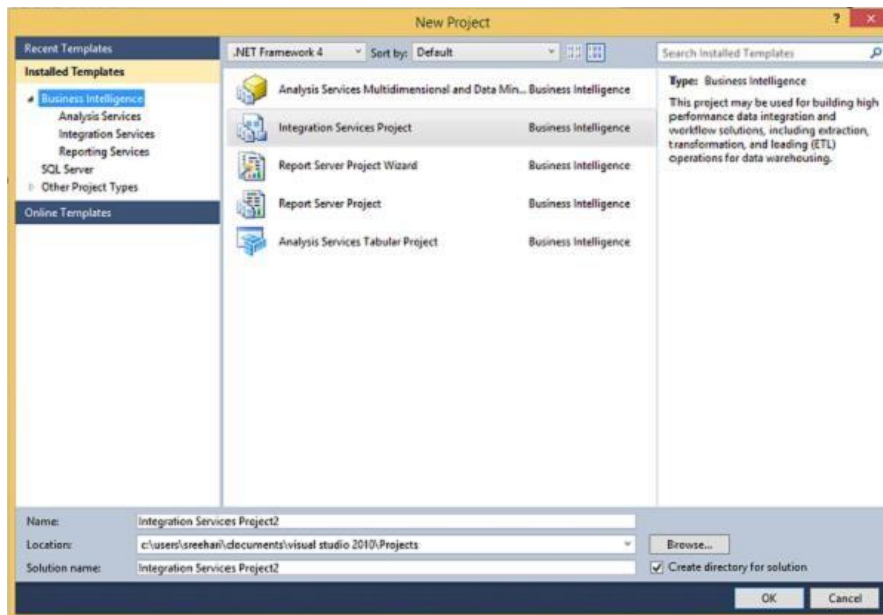 New Project
Recent Templates
Installed Templates
Business Intelligence
Analysis Services
Integration Services
Reporting Services
SQL Server
Other Project Types
Online Templates
.NET Framework 4 Sort by: Default
Analysis Services Multidimensional and Data Min... Business Intelligence
Integration Services Project Business Intelligence
Report Server Project Wizard Business Intelligence
Report Server Project Business Intelligence
Analysis Services Tabular Project Business Intelligence
Search Installed Templates
Type: Business Intelligence
This project may be used for building high
performance data integration and
workflow solutions, including extraction,
transformation, and loading (ETL)
operations for data warehousing.
Name: Integration Services Project2
Location: c:\users\sreehari\documents\visual studio 2010\Projects Browse...
Solution name: Integration Services Project2 Create directory for solution
OK Cancel